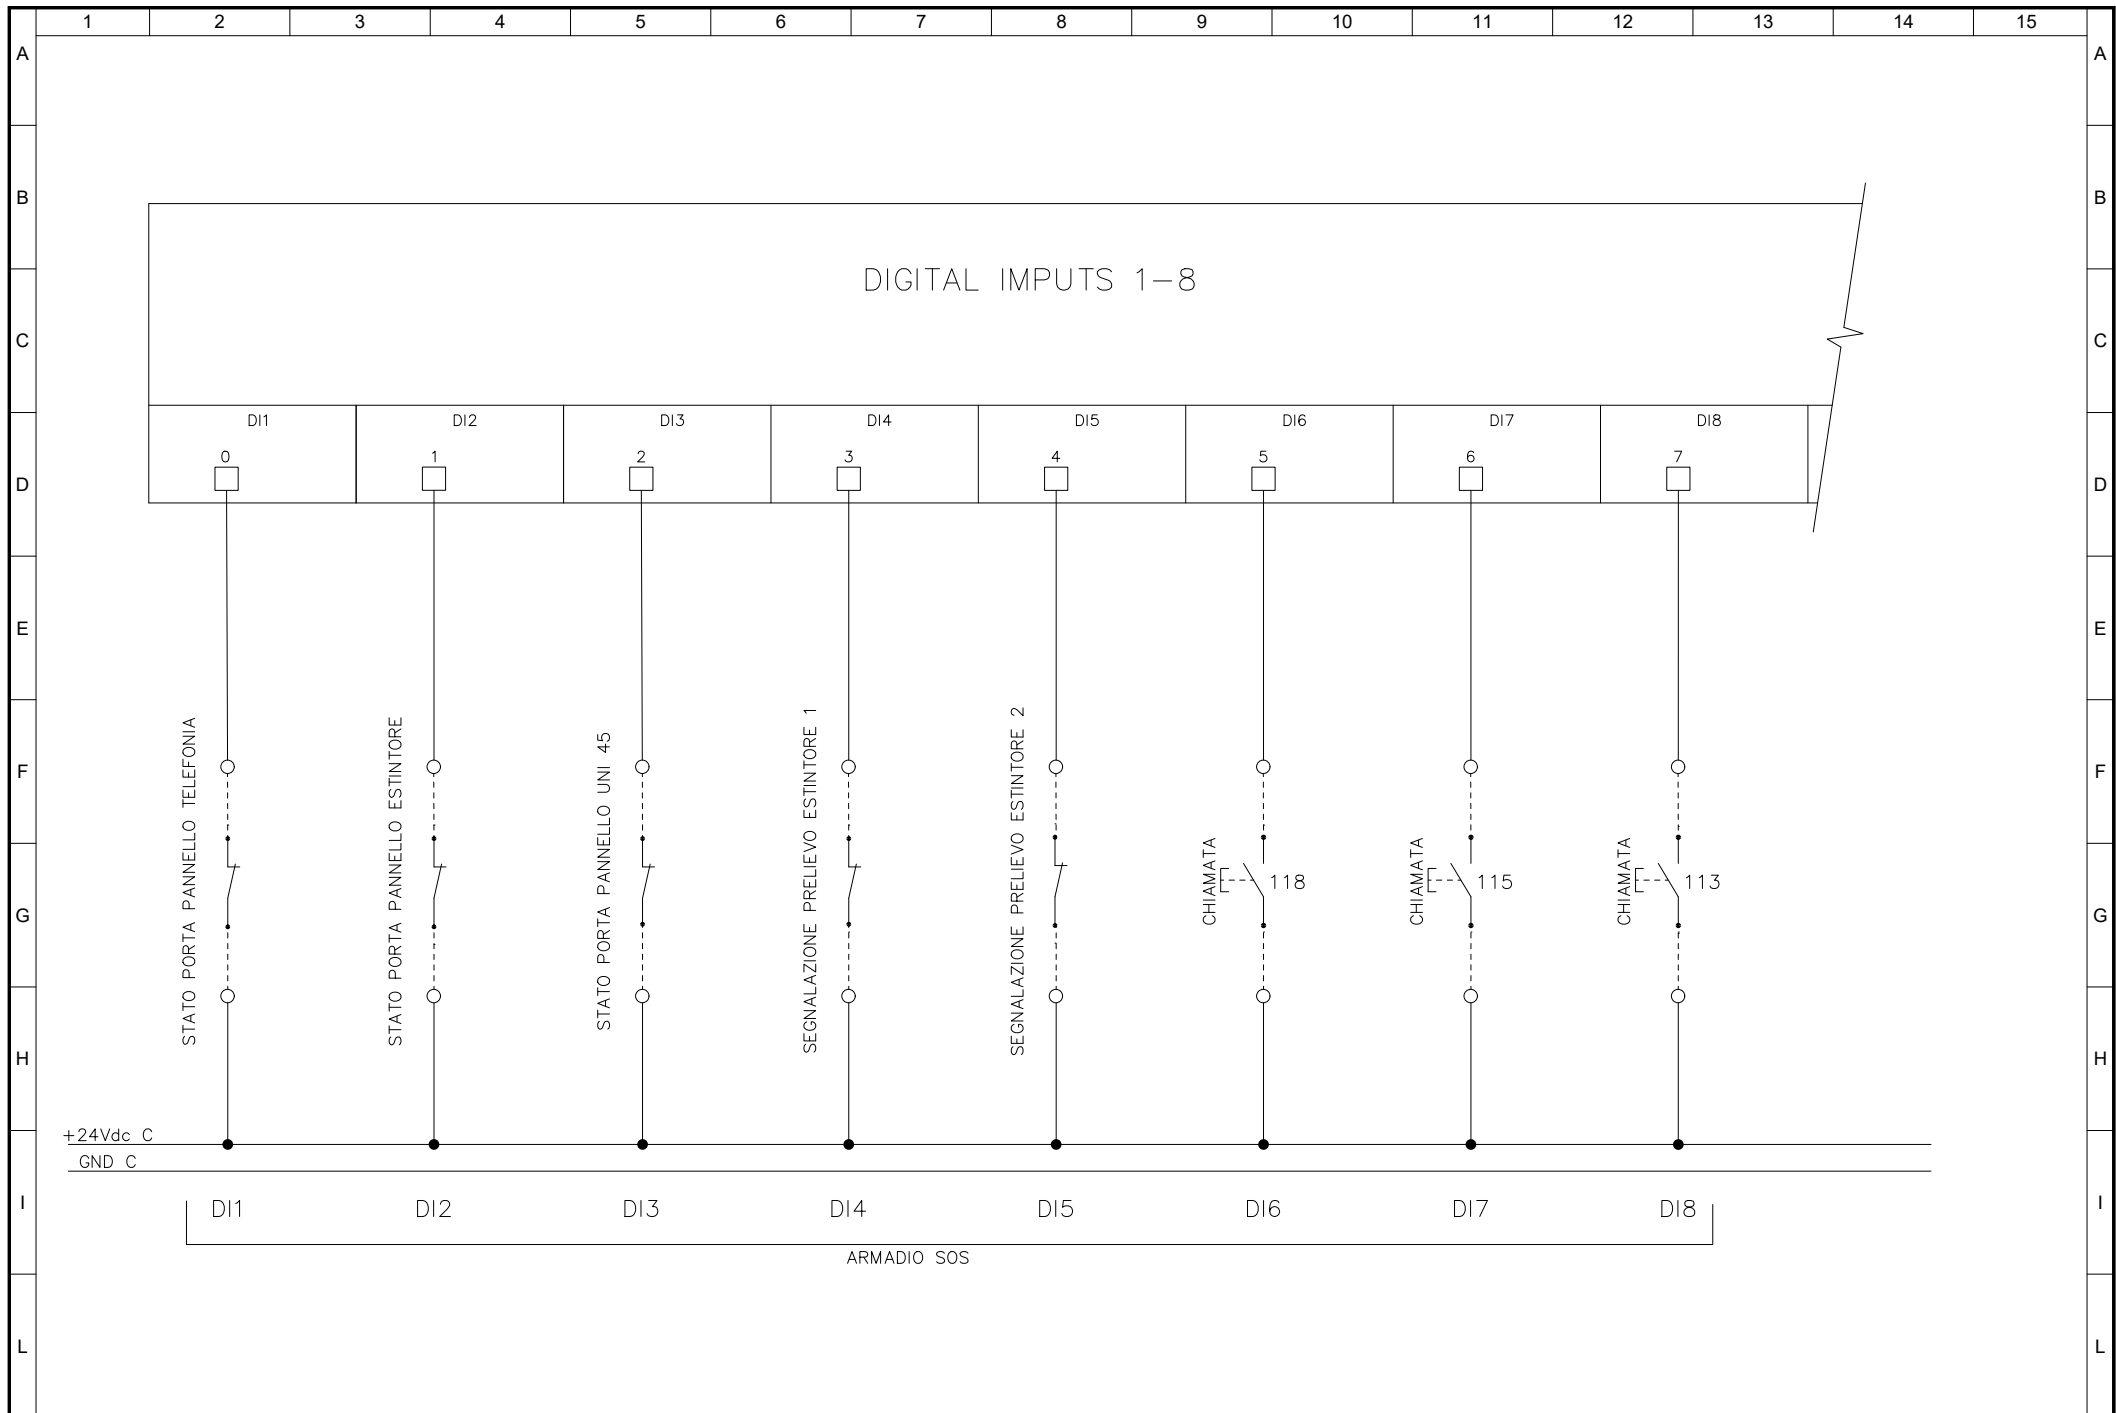 1 2 3 4 5 6 7 8 9 10 11 12 13 14 15
A A
B B
DIGITAL IMPUTS 1-8
C C
DI1 DI2 DI3 DI4 DI5 DI6 DI7 DI8
0 1 2 3 4 5 6 7
D D
E E
STATO PORTA PANNELLO TELEFONIA
STATO PORTA PANNELLO ESTINTORE
STATO PORTA PANNELLO UNI 45
SEGNALAZIONE PRELIEVO ESTINTORE 1
SEGNALAZIONE PRELIEVO ESTINTORE 2
CHIAMATA
118
CHIAMATA
115
CHIAMATA
113
F F
G G
H H
+24Vdc C
GND C
I I
DI1 DI2 DI3 DI4 DI5 DI6 DI7 DI8
ARMADIO SOS
L L